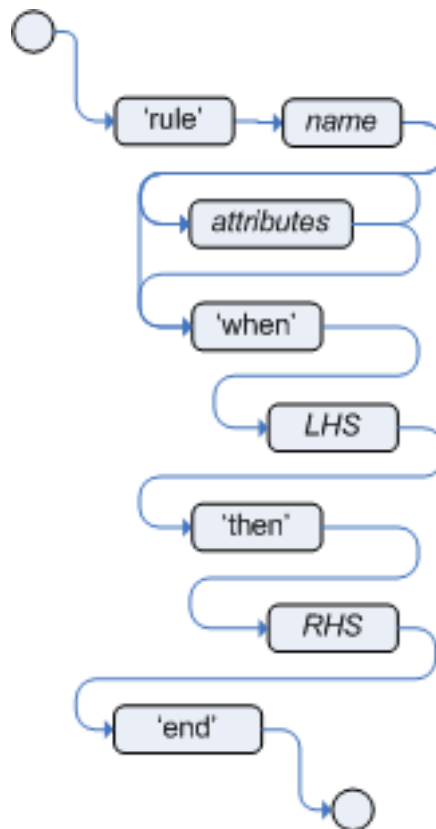 ‘rule’ name
attributes
‘when’
LHS
‘then’
RHS
‘end’